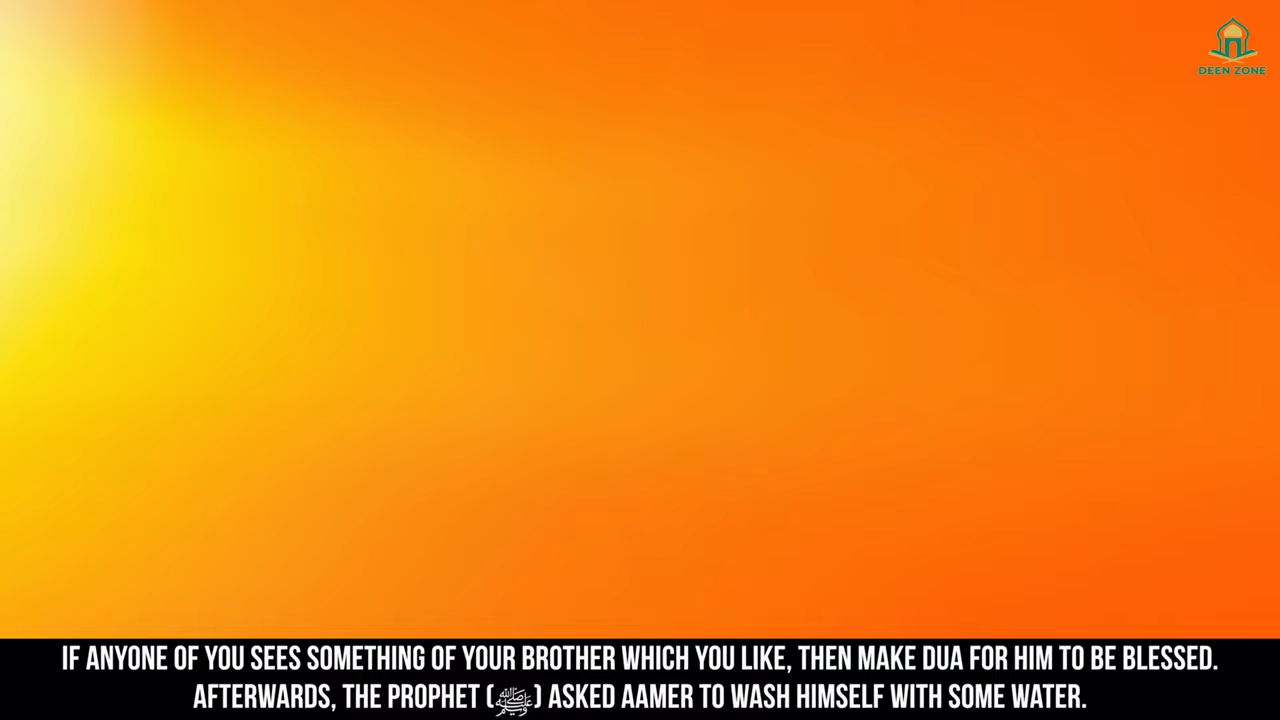 DEEN ZONE
IF ANYONE OF YOU SEES SOMETHING OF YOUR BROTHER WHICH YOU LIKE, THEN MAKE DUA FOR HIM TO BE BLESSED.
AFTERWARDS, THE PROPHET (ﷺ) ASKED AAMER TO WASH HIMSELF WITH SOME WATER.